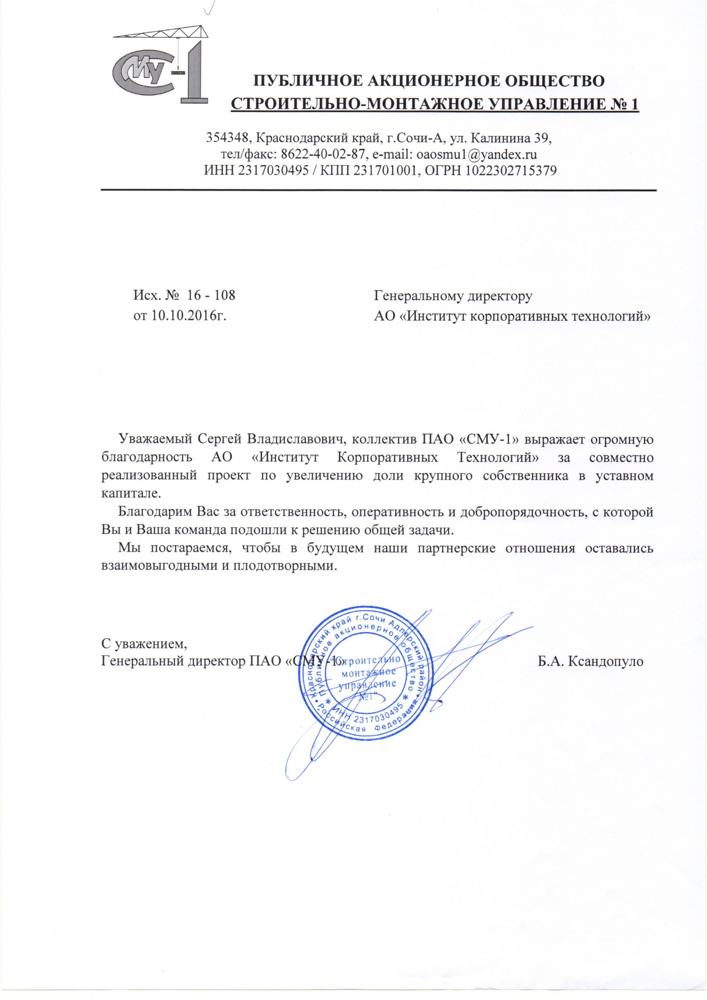 СМУ-1
ПУБЛИЧНОЕ АКЦИОНЕРНОЕ ОБЩЕСТВО
СТРОИТЕЛЬНО-МОНТАЖНОЕ УПРАВЛЕНИЕ № 1
354348, Краснодарский край, г.Сочи-А, ул. Калинина 39,
тел/факс: 8622-40-02-87, e-mail: oaosmu1@yandex.ru
ИНН 2317030495 / КПП 231701001, ОГРН 1022302715379
Исх. № 16 - 108
от 10.10.2016г.
Генеральному директору
АО «Институт корпоративных технологий»
Уважаемый Сергей Владиславович, коллектив ПАО «СМУ-1» выражает огромную
благодарность АО «Институт Корпоративных Технологий» за совместно
реализованный проект по увеличению доли крупного собственника в уставном
капитале.
Благодарим Вас за ответственность, оперативность и добропорядочность, с которой
Вы и Ваша команда подошли к решению общей задачи.
Мы постараемся, чтобы в будущем наши партнерские отношения оставались
взаимовыгодными и плодотворными.
С уважением,
Генеральный директор ПАО «СМУ-1»
Б.А. Ксандопуло
Краснодарский край г.Сочи Адлерский район • Российская Федерация •
Публичное акционерное общество * ИНН 2317030495 *
"Строительно
монтажное
управление
№1"